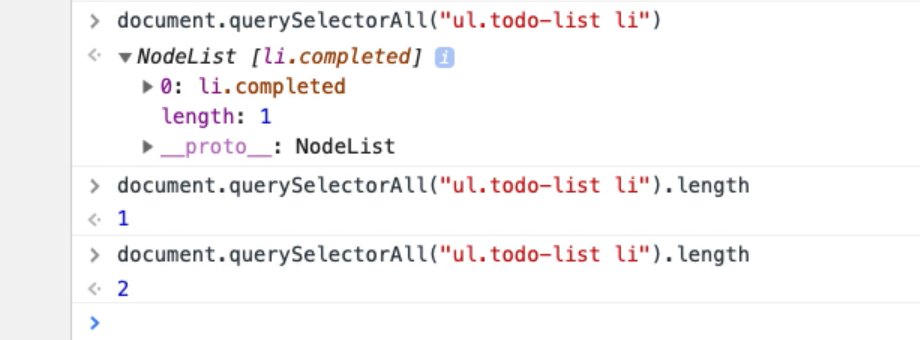 > document.querySelectorAll("ul.todo-list li")
<· ▼NodeList [li.completed] i
▶0: li.completed
length: 1
▶__proto__: NodeList
> document.querySelectorAll("ul.todo-list li").length
<· 1
> document.querySelectorAll("ul.todo-list li").length
<· 2
>